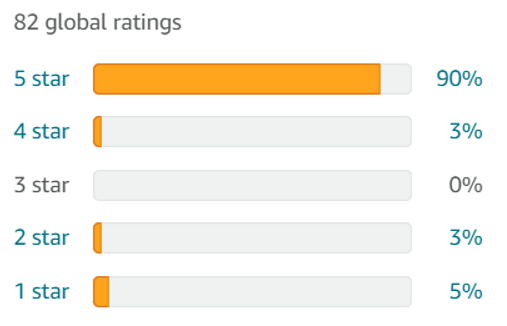 82 global ratings
5 star 90%
4 star 3%
3 star 0%
2 star 3%
1 star 5%